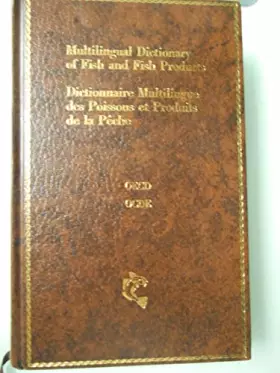 Multilingual Dictionary
of Fish and Fish Products
Dictionnaire Multilingue
des Poissons et Produits
de la Pêche
OECD
OCDE